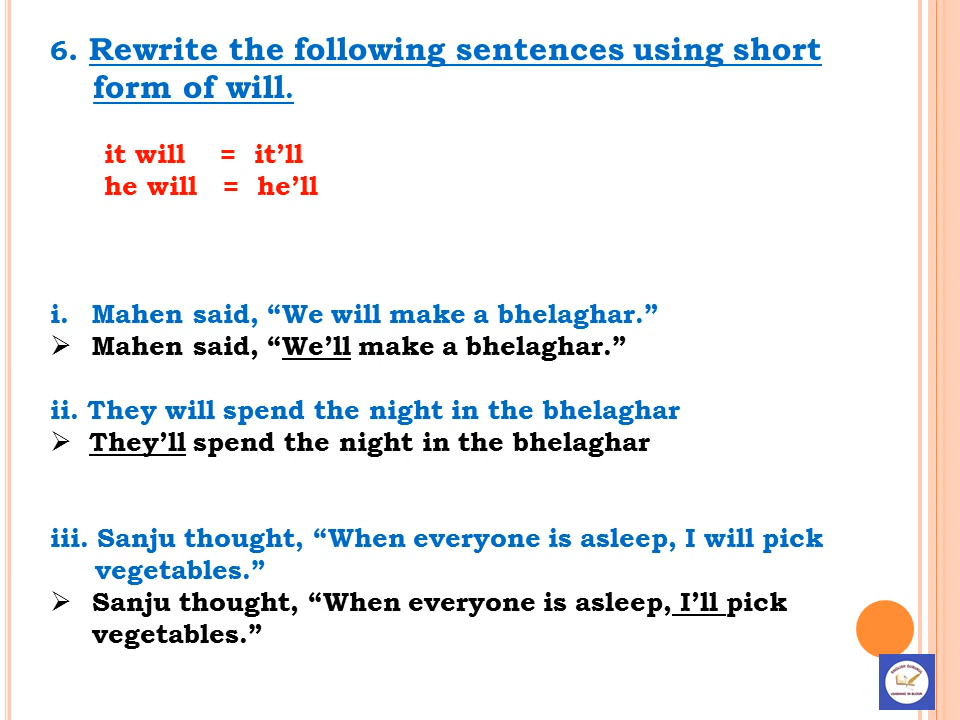 6. Rewrite the following sentences using short
form of will.
it will = it’ll
he will = he’ll
i. Mahen said, “We will make a bhelaghar.”
➢ Mahen said, “We’ll make a bhelaghar.”
ii. They will spend the night in the bhelaghar
➢ They’ll spend the night in the bhelaghar
iii. Sanju thought, “When everyone is asleep, I will pick
vegetables.”
➢ Sanju thought, “When everyone is asleep, I’ll pick
vegetables.”